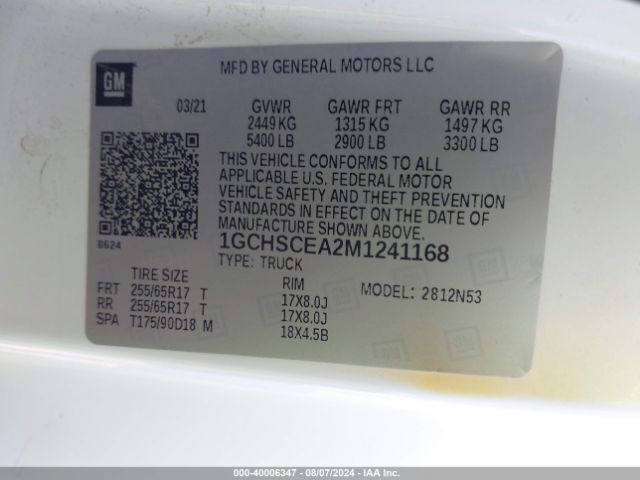 GM
MFD BY GENERAL MOTORS LLC
03/21 GVWR GAWR FRT GAWR RR
2449 KG 1315 KG 1497 KG
5400 LB 2900 LB 3300 LB
THIS VEHICLE CONFORMS TO ALL
APPLICABLE U.S. FEDERAL MOTOR
VEHICLE SAFETY AND THEFT PREVENTION
STANDARDS IN EFFECT ON THE DATE OF
MANUFACTURE SHOWN ABOVE.
8624
1GCHSCEA2M1241168
TYPE: TRUCK
TIRE SIZE RIM MODEL: 2812N53
FRT 255/65R17 T 17X8.0J
RR 255/65R17 T 17X8.0J
SPA T175/90D18 M 18X4.5B
000-40006347 - 08/07/2024 - IAA Inc.